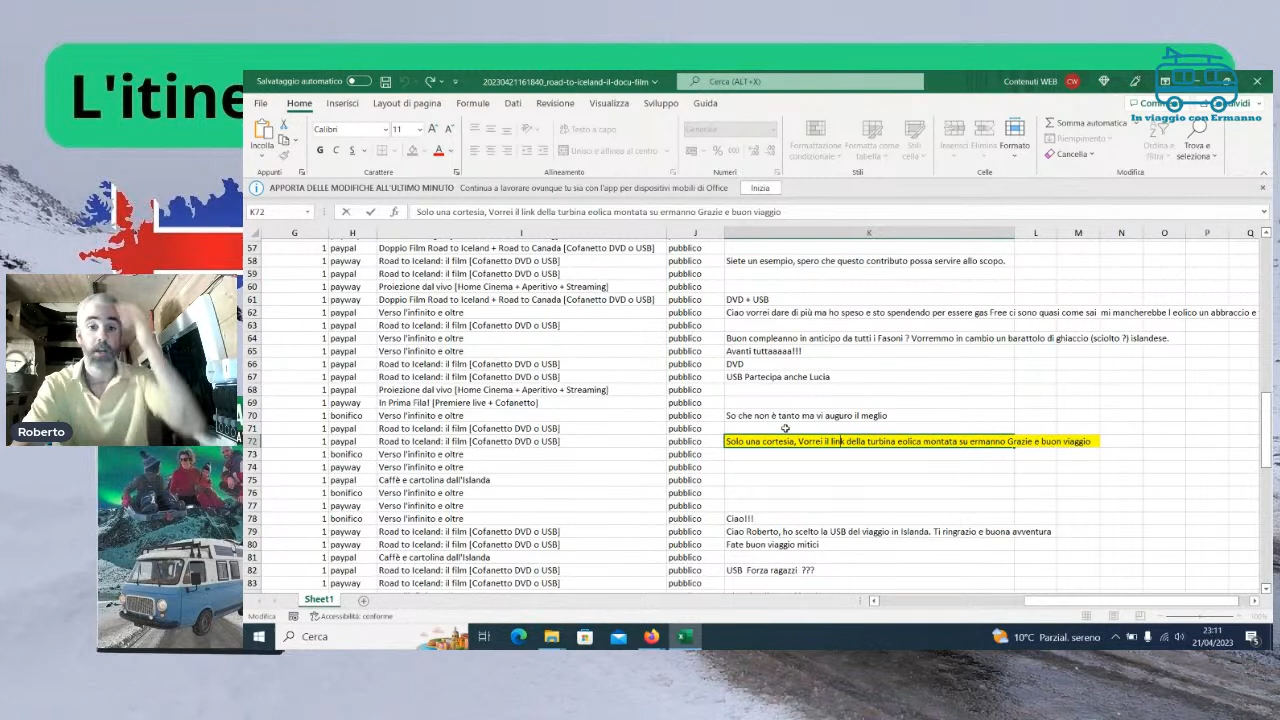 L'itine
Salvataggio automatico
20230421161840_road-to-iceland-il-docu-film
Cerca (ALT+X)
Contenuti WEB
CW
File Home Inserisci Layout di pagina Formule Dati Revisione Visualizza Sviluppo Guida
Incolla
Calibri 11
G C S
Testo a capo
Unisci e allinea al centro
Generale
% 000
Formattazione condizionale
Formatta come tabella
Stili cella
Inserisci Elimina Formato
Somma automatica
Riempimento
Cancella
Ordina e filtra
Trova e seleziona
Appunti Carattere Allineamento Numeri Stili Celle Modifica
In viaggio con Ermanno
APPORTA DELLE MODIFICHE ALL'ULTIMO MINUTO Continua a lavorare ovunque tu sia con l'app per dispositivi mobili di Office Inizia
K72 fx Solo una cortesia, Vorrei il link della turbina eolica montata su ermanno Grazie e buon viaggio
G H I J K L M N O P Q
57 1 paypal Doppio Film Road to Iceland + Road to Canada [Cofanetto DVD o USB] pubblico
58 1 payway Road to Iceland: il film [Cofanetto DVD o USB] pubblico Siete un esempio, spero che questo contributo possa servire allo scopo.
59 1 paypal Road to Iceland: il film [Cofanetto DVD o USB] pubblico
60 1 payway Proiezione dal vivo [Home Cinema + Aperitivo + Streaming] pubblico
61 1 payway Doppio Film Road to Iceland + Road to Canada [Cofanetto DVD o USB] pubblico DVD + USB
62 1 paypal Verso l'infinito e oltre pubblico Ciao vorrei dare di più ma ho speso e sto spendendo per essere gas Free ci sono quasi come sai mi mancherebbe l eolico un abbraccio e
63 1 paypal Road to Iceland: il film [Cofanetto DVD o USB] pubblico
64 1 paypal Verso l'infinito e oltre pubblico Buon compleanno in anticipo da tutti i Fasoni ? Vorremmo in cambio un barattolo di ghiaccio (sciolto ?) islandese.
65 1 paypal Verso l'infinito e oltre pubblico Avanti tuttaaaaa!!!
66 1 paypal Road to Iceland: il film [Cofanetto DVD o USB] pubblico DVD
67 1 paypal Road to Iceland: il film [Cofanetto DVD o USB] pubblico USB Partecipa anche Lucia
68 1 paypal Proiezione dal vivo [Home Cinema + Aperitivo + Streaming] pubblico
69 1 payway In Prima Fila! [Premiere live + Cofanetto] pubblico
70 1 bonifico Verso l'infinito e oltre pubblico So che non è tanto ma vi auguro il meglio
71 1 paypal Road to Iceland: il film [Cofanetto DVD o USB] pubblico
72 1 paypal Road to Iceland: il film [Cofanetto DVD o USB] pubblico Solo una cortesia, Vorrei il link della turbina eolica montata su ermanno Grazie e buon viaggio
73 1 bonifico Verso l'infinito e oltre pubblico
74 1 payway Verso l'infinito e oltre pubblico
75 1 paypal Caffè e cartolina dall'Islanda pubblico
76 1 bonifico Verso l'infinito e oltre pubblico
77 1 payway Verso l'infinito e oltre pubblico
78 1 bonifico Verso l'infinito e oltre pubblico Ciao!!!
79 1 payway Road to Iceland: il film [Cofanetto DVD o USB] pubblico Ciao Roberto, ho scelto la USB del viaggio in Islanda. Ti ringrazio e buona avventura
80 1 payway Road to Iceland: il film [Cofanetto DVD o USB] pubblico Fate buon viaggio mitici
81 1 paypal Caffè e cartolina dall'Islanda pubblico
82 1 paypal Road to Iceland: il film [Cofanetto DVD o USB] pubblico USB Forza ragazzi ???
83 1 payway Road to Iceland: il film [Cofanetto DVD o USB] pubblico
Roberto
Sheet1
Modifica Accessibilità: conforme 100%
Cerca
10°C Parzial. sereno
23:11
21/04/2023
5